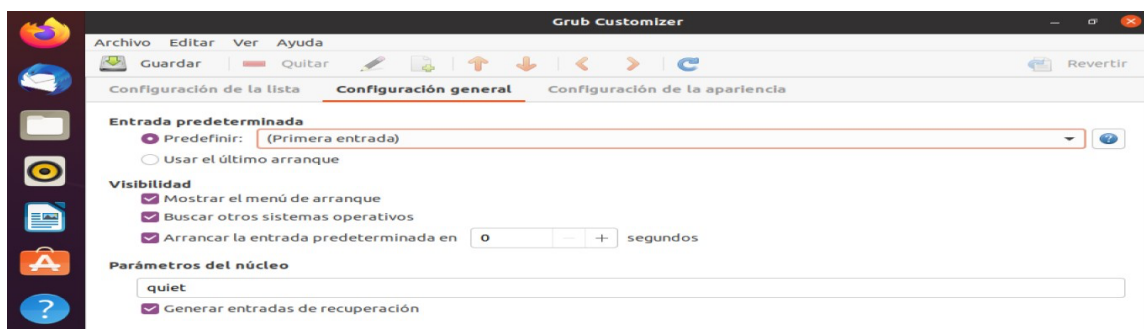 Grub Customizer
Archivo Editar Ver Ayuda
Guardar Quitar Revertir
Configuración de la lista Configuración general Configuración de la apariencia
Entrada predeterminada
Predefinir: (Primera entrada)
Usar el último arranque
Visibilidad
Mostrar el menú de arranque
Buscar otros sistemas operativos
Arrancar la entrada predeterminada en 0 segundos
Parámetros del núcleo
quiet
Generar entradas de recuperación